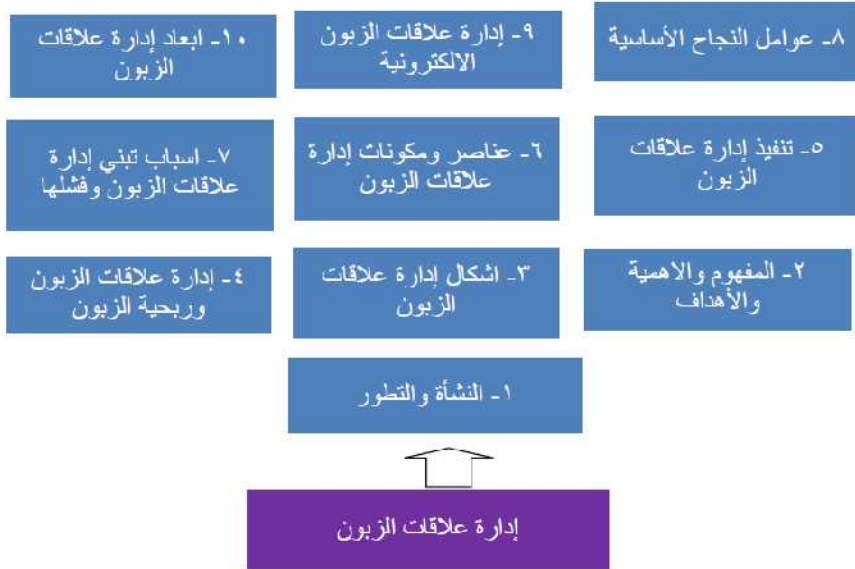 ٨- عوامل النجاح الأساسية
٩- إدارة علاقات الزبون
الالكترونية
١٠- ابعاد إدارة علاقات
الزبون
٥- تنفيذ إدارة علاقات
الزبون
٦- عناصر ومكونات إدارة
علاقات الزبون
٧- اسباب تبني إدارة
علاقات الزبون وفشلها
٢- المفهوم والاهمية
والأهداف
٣- اشكال إدارة علاقات
الزبون
٤- إدارة علاقات الزبون
وربحية الزبون
١- النشأة والتطور
إدارة علاقات الزبون